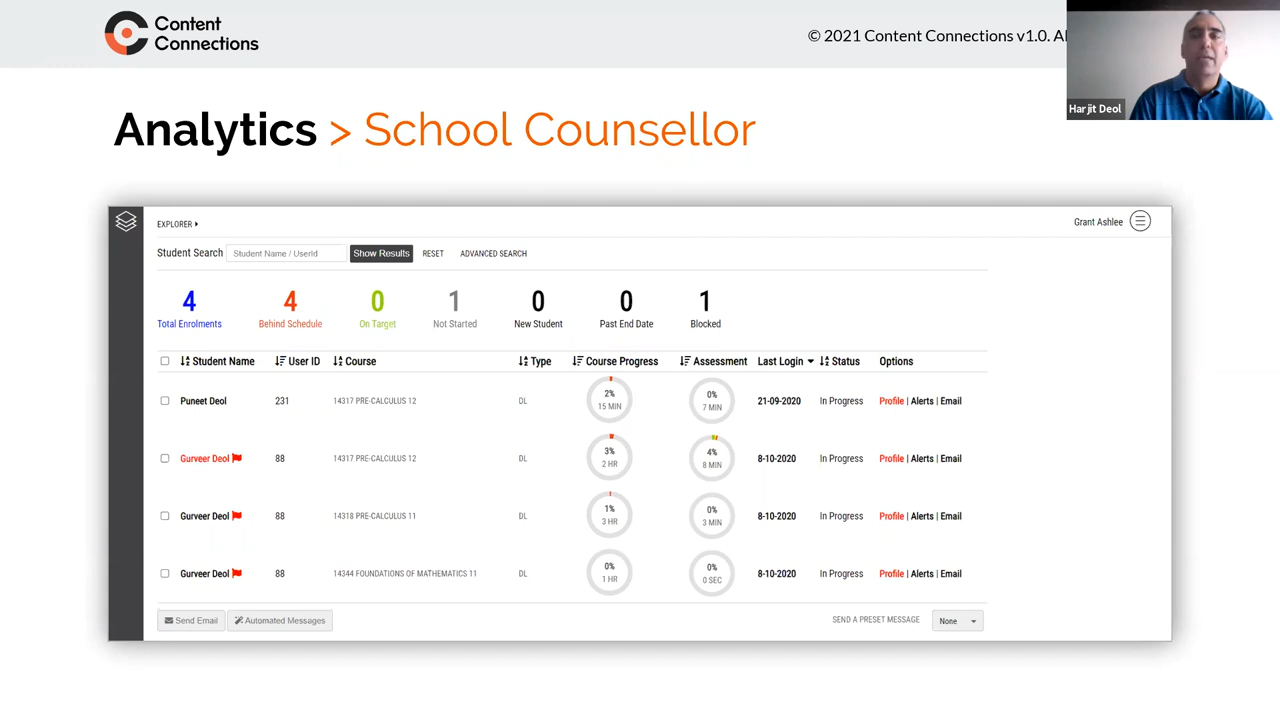 Content
Connections
© 2021 Content Connections v1.0.
Harjit Deol
Analytics > School Counsellor
EXPLORER
Grant Ashlee
Student Search Student Name / UserId Show Results RESET ADVANCED SEARCH
4 4 0 1 0 0 1
Total Enrolments Behind Schedule On Target Not Started New Student Past End Date Blocked
Student Name User ID Course Type Course Progress Assessment Last Login Status Options
Puneet Deol 231 14317 PRE-CALCULUS 12 DL 2% 15 MIN 0% 7 MIN 21-09-2020 In Progress Profile | Alerts | Email
Gurveer Deol 88 14317 PRE-CALCULUS 12 DL 3% 2 HR 4% 8 MIN 8-10-2020 In Progress Profile | Alerts | Email
Gurveer Deol 88 14318 PRE-CALCULUS 11 DL 1% 3 HR 0% 3 MIN 8-10-2020 In Progress Profile | Alerts | Email
Gurveer Deol 88 14344 FOUNDATIONS OF MATHEMATICS 11 DL 0% 1 HR 0% 0 SEC 8-10-2020 In Progress Profile | Alerts | Email
Send Email Automated Messages SEND A PRESET MESSAGE None